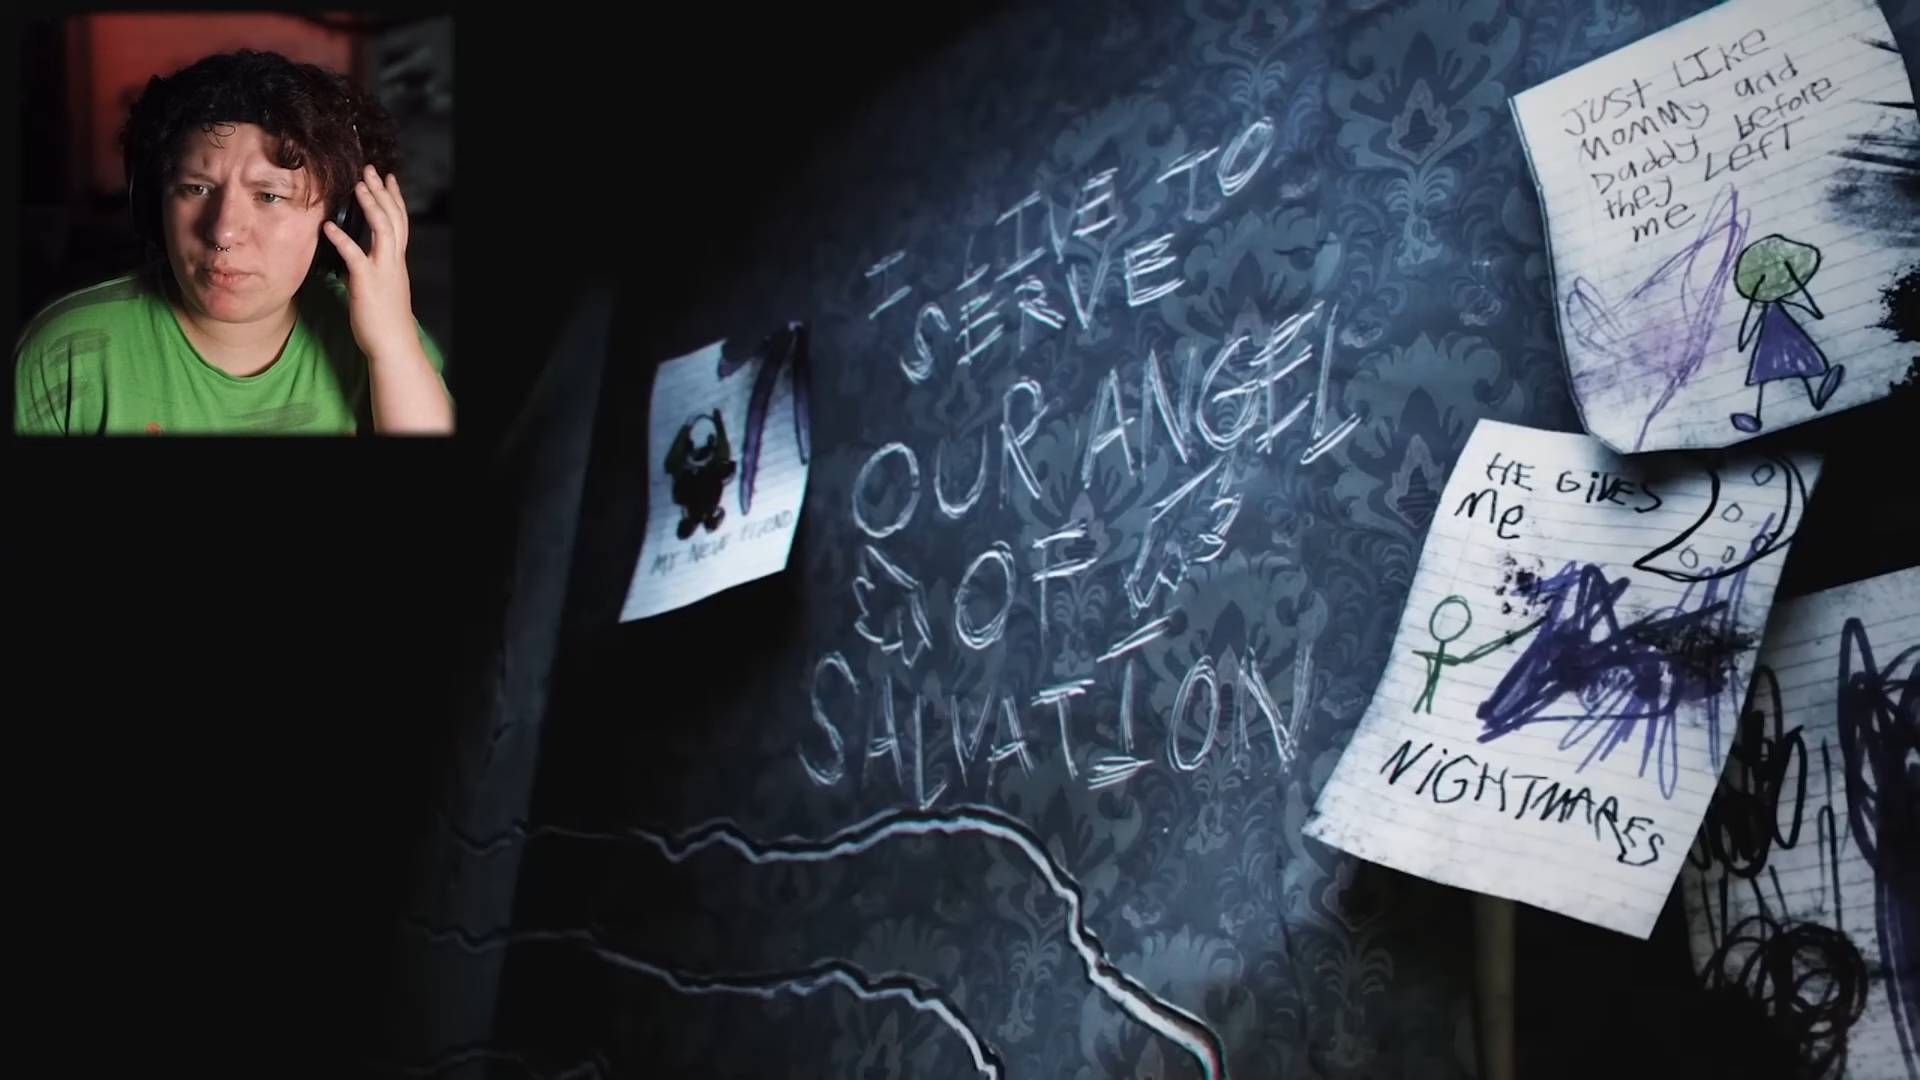 I LIVE TO
SERVE
OUR ANGEL
OF
SALVATION
MY NEW FRIEND
JUST LIKE
MOMMY and
DADDY before
they LEFT
me
HE GIVES
Me
NIGHTMARES